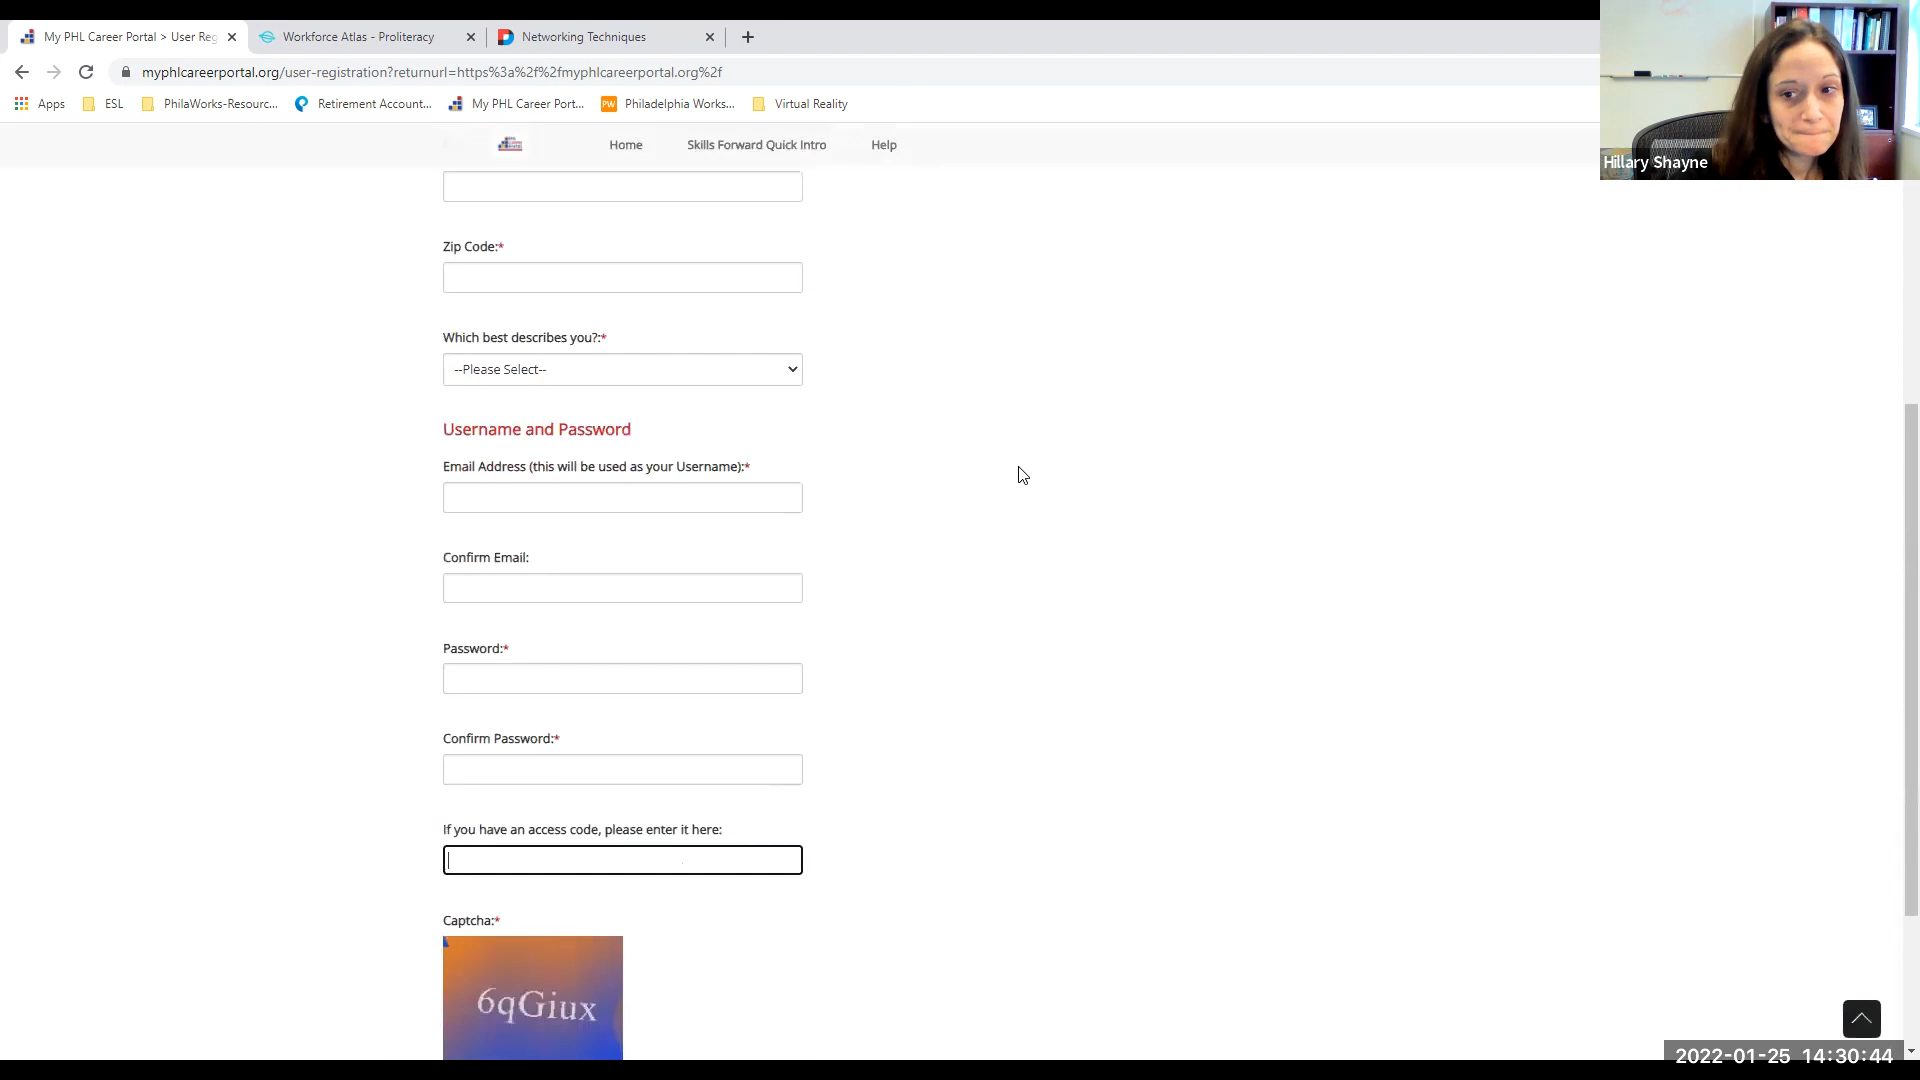 My PHL Career Portal > User Reg
Workforce Atlas - Proliteracy
Networking Techniques
myphlcareerportal.org/user-registration?returnurl=https%3a%2f%2fmyphlcareerportal.org%2f
Apps
ESL
PhilaWorks-Resourc...
Retirement Account...
My PHL Career Port...
PW
Philadelphia Works...
Virtual Reality
Hillary Shayne
Home
Skills Forward Quick Intro
Help
Zip Code:*
Which best describes you?:*
--Please Select--
Username and Password
Email Address (this will be used as your Username):*
Confirm Email:
Password:*
Confirm Password:*
If you have an access code, please enter it here:
Captcha:*
6qGiux
2022-01-25 14:30:44